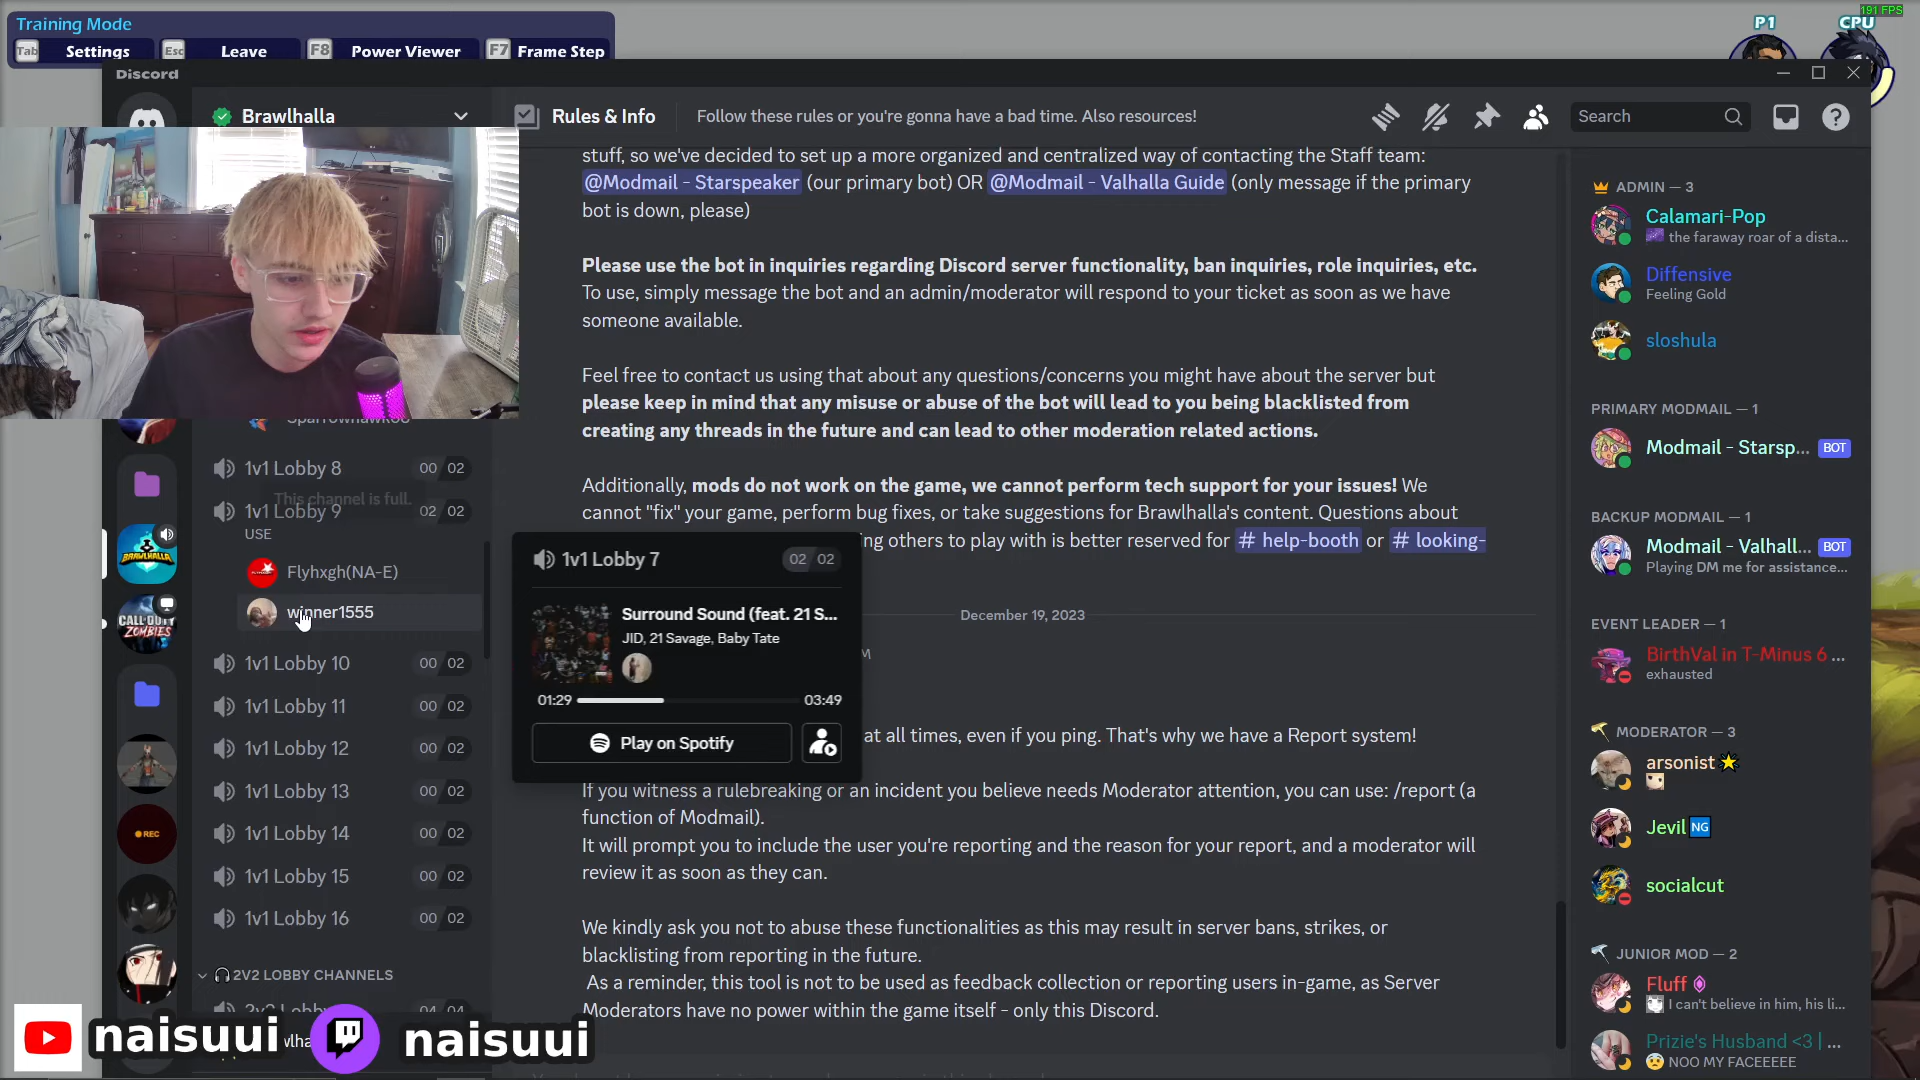 191 FPS
Training Mode
P1
CPU
Tab Settings Esc Leave F8 Power Viewer F7 Frame Step
Discord
Brawlhalla
Rules & Info
Follow these rules or you're gonna have a bad time. Also resources!
Search
stuff, so we've decided to set up a more organized and centralized way of contacting the Staff team:
@Modmail - Starspeaker (our primary bot) OR @Modmail - Valhalla Guide (only message if the primary
bot is down, please)
Please use the bot in inquiries regarding Discord server functionality, ban inquiries, role inquiries, etc.
To use, simply message the bot and an admin/moderator will respond to your ticket as soon as we have
someone available.
Feel free to contact us using that about any questions/concerns you might have about the server but
please keep in mind that any misuse or abuse of the bot will lead to you being blacklisted from
creating any threads in the future and can lead to other moderation related actions.
Additionally, mods do not work on the game, we cannot perform tech support for your issues! We
cannot "fix" your game, perform bug fixes, or take suggestions for Brawlhalla's content. Questions about
ing others to play with is better reserved for # help-booth or # looking-
December 19, 2023
at all times, even if you ping. That's why we have a Report system!
If you witness a rulebreaking or an incident you believe needs Moderator attention, you can use: /report (a
function of Modmail).
It will prompt you to include the user you're reporting and the reason for your report, and a moderator will
review it as soon as they can.
We kindly ask you not to abuse these functionalities as this may result in server bans, strikes, or
blacklisting from reporting in the future.
As a reminder, this tool is not to be used as feedback collection or reporting users in-game, as Server
Moderators have no power within the game itself - only this Discord.
1v1 Lobby 8 00 02
This channel is full.
1v1 Lobby 9 02 02
USE
Flyhxgh(NA-E)
winner1555
1v1 Lobby 10 00 02
1v1 Lobby 11 00 02
1v1 Lobby 12 00 02
1v1 Lobby 13 00 02
1v1 Lobby 14 00 02
1v1 Lobby 15 00 02
1v1 Lobby 16 00 02
2V2 LOBBY CHANNELS
BRAWLHALLA
CALL OF DUTY
ZOMBIES
REC
1v1 Lobby 7 02 02
Surround Sound (feat. 21 S...
JID, 21 Savage, Baby Tate
01:29
03:49
Play on Spotify
ADMIN — 3
Calamari-Pop
the faraway roar of a dista...
Diffensive
Feeling Gold
sloshula
PRIMARY MODMAIL — 1
Modmail - Starsp... BOT
BACKUP MODMAIL — 1
Modmail - Valhall... BOT
Playing DM me for assistance...
EVENT LEADER — 1
BirthVal in T-Minus 6 ...
exhausted
MODERATOR — 3
arsonist
Jevil NG
socialcut
JUNIOR MOD — 2
Fluff
I can't believe in him, his li...
Prizie's Husband <3 | ...
NOO MY FACEEEEE
naisuui
naisuui